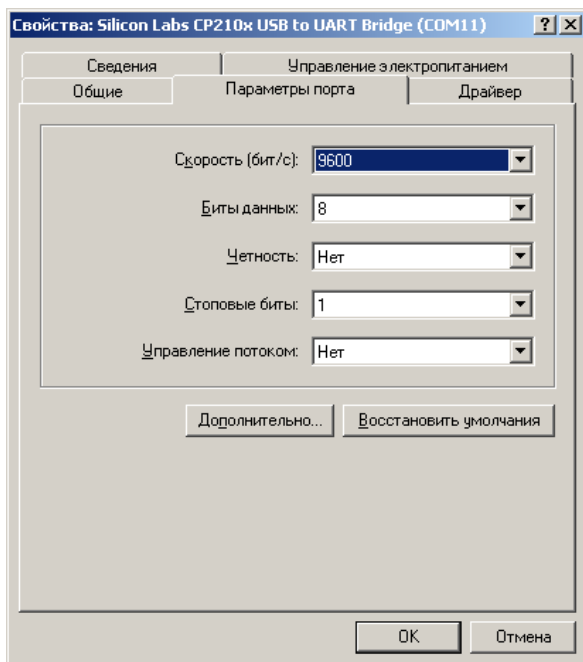 Свойства: Silicon Labs CP210x USB to UART Bridge (COM11)
Сведения Управление электропитанием
Общие Параметры порта Драйвер
Скорость (бит/с): 9600
Биты данных: 8
Четность: Нет
Стоповые биты: 1
Управление потоком: Нет
Дополнительно... Восстановить умолчания
OK Отмена